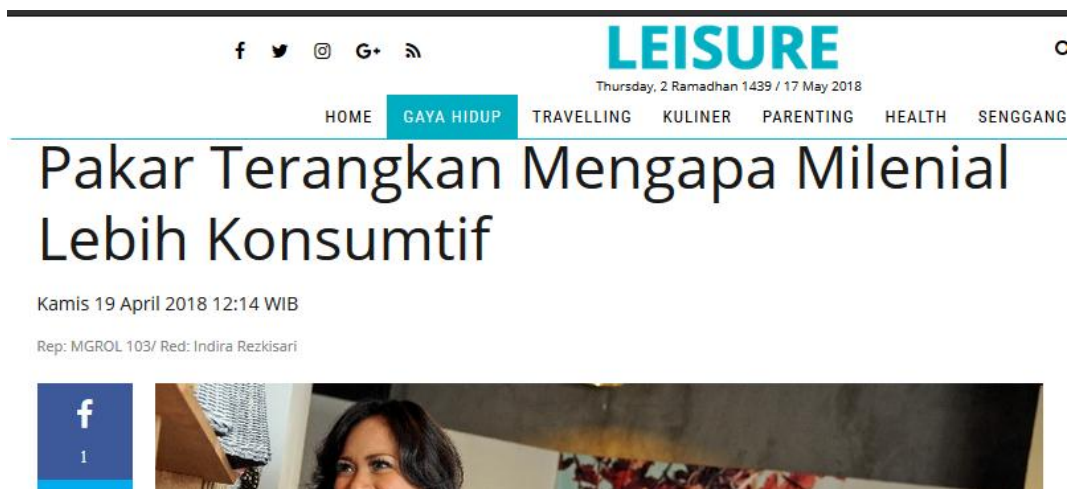 LEISURE
Thursday, 2 Ramadhan 1439 / 17 May 2018
HOME GAYA HIDUP TRAVELLING KULINER PARENTING HEALTH SENGGANG
Pakar Terangkan Mengapa Milenial
Lebih Konsumtif
Kamis 19 April 2018 12:14 WIB
Rep: MGROL 103/ Red: Indira Rezkisari
1